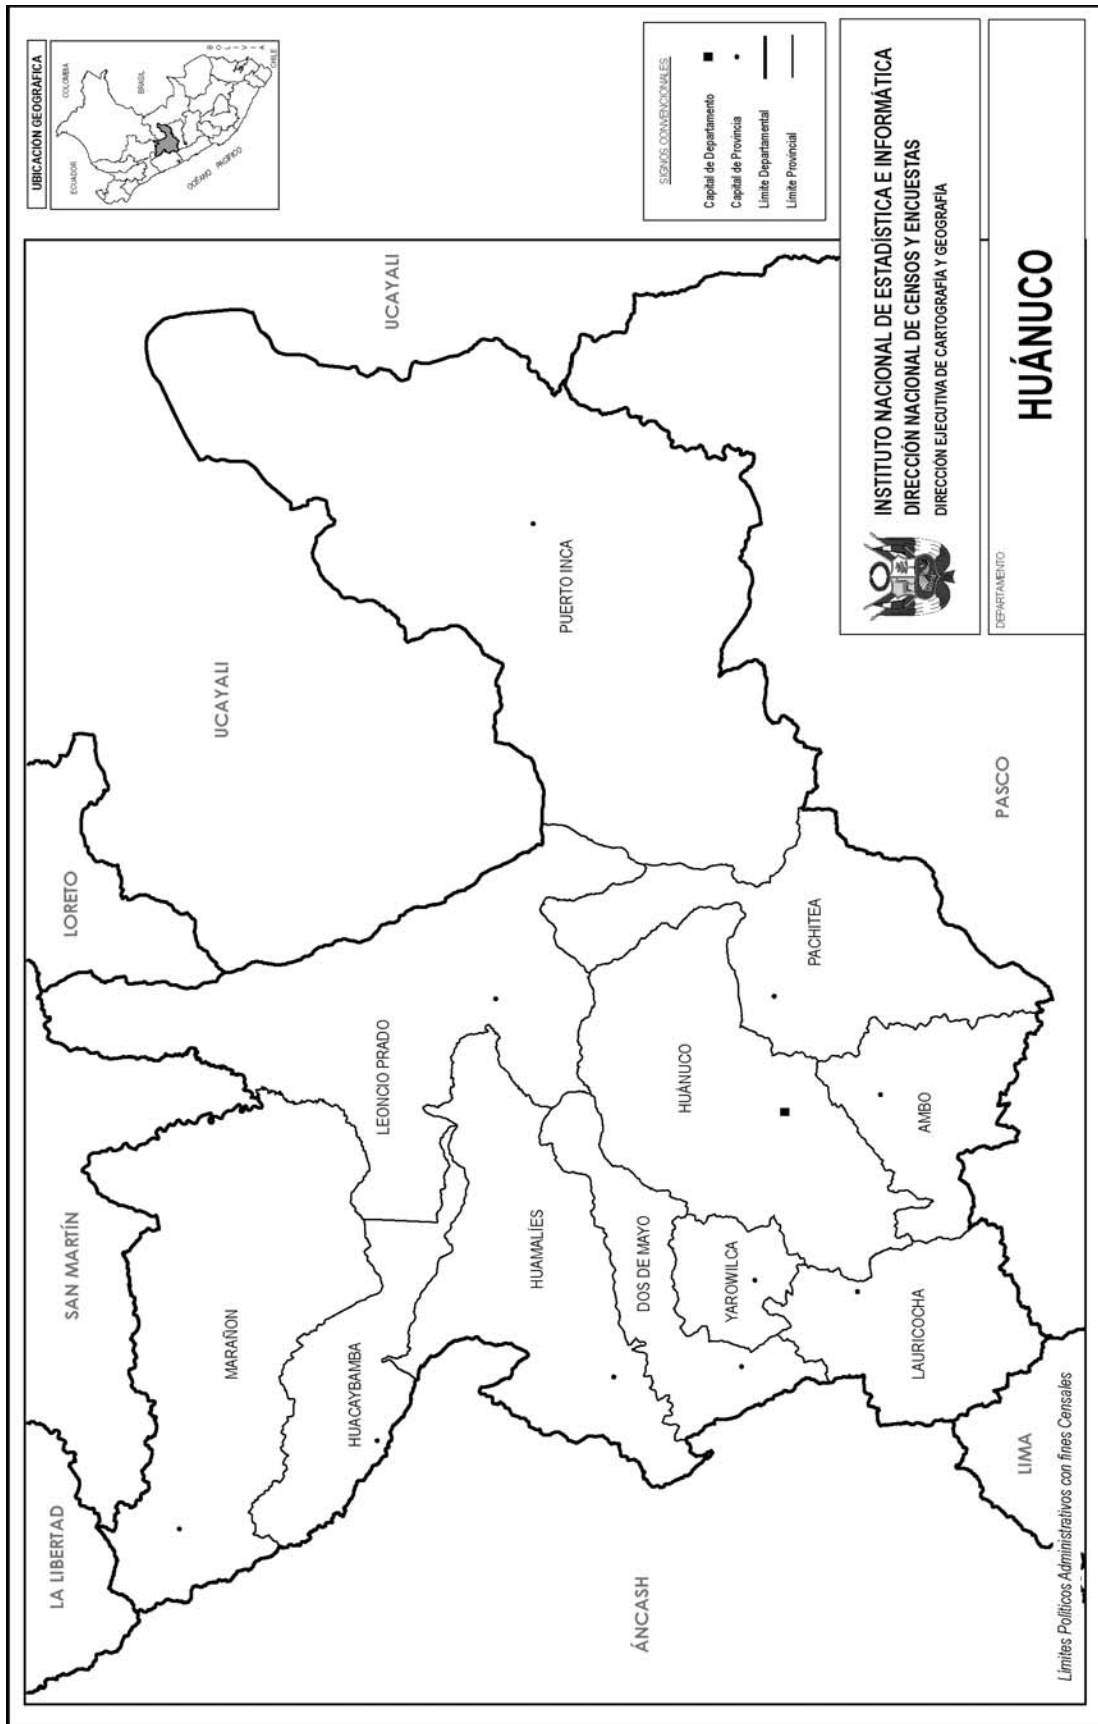 UBICACIÓN GEOGRÁFICA
ECUADOR
COLOMBIA
BRASIL
OCÉANO PACÍFICO
BOLIVIA
CHILE
LA LIBERTAD
SAN MARTÍN
LORETO
UCAYALI
UCAYALI
MARAÑON
HUACAYBAMBA
LEONCIO PRADO
HUAMALÍES
PUERTO INCA
DOS DE MAYO
HUÁNUCO
YAROWILCA
PACHITEA
LAURICOCHA
AMBO
ÁNCASH
LIMA
PASCO
SIGNOS CONVENCIONALES
Capital de Departamento
Capital de Provincia
Límite Departamental
Límite Provincial
INSTITUTO NACIONAL DE ESTADÍSTICA E INFORMÁTICA
DIRECCIÓN NACIONAL DE CENSOS Y ENCUESTAS
DIRECCIÓN EJECUTIVA DE CARTOGRAFÍA Y GEOGRAFÍA
DEPARTAMENTO
HUÁNUCO
Límites Políticos Administrativos con fines Censales